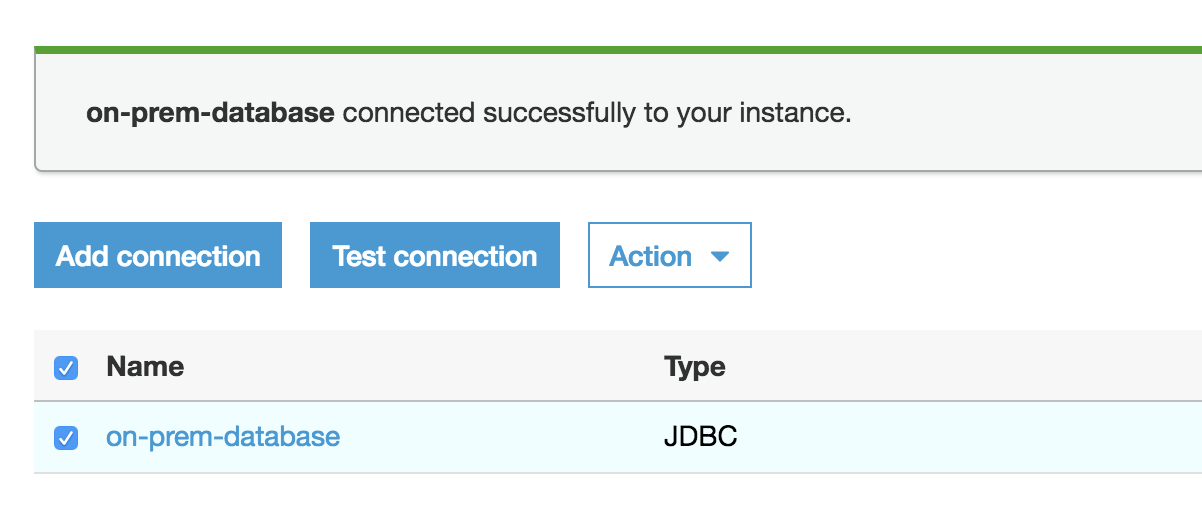 on-prem-database connected successfully to your instance.
Add connection Test connection Action
Name Type
on-prem-database JDBC